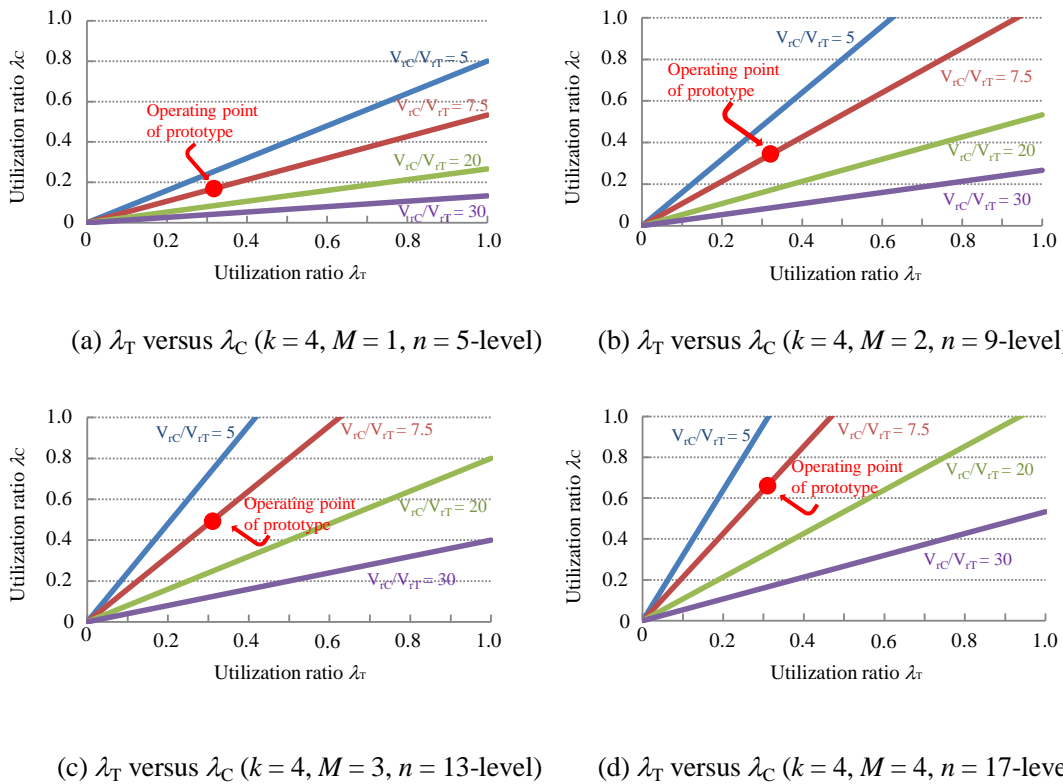 1.0
0.8
0.6
0.4
0.2
0
0
0.2
0.4
0.6
0.8
1.0
Utilization ratio λC
Utilization ratio λT
VrC/VrT = 5
VrC/VrT = 7.5
VrC/VrT = 20
VrC/VrT = 30
Operating point
of prototype
(a) λT versus λC (k = 4, M = 1, n = 5-level)
1.0
0.8
0.6
0.4
0.2
0
0
0.2
0.4
0.6
0.8
1.0
Utilization ratio λC
Utilization ratio λT
VrC/VrT = 5
VrC/VrT = 7.5
VrC/VrT = 20
VrC/VrT = 30
Operating point
of prototype
(b) λT versus λC (k = 4, M = 2, n = 9-level)
1.0
0.8
0.6
0.4
0.2
0
0
0.2
0.4
0.6
0.8
1.0
Utilization ratio λC
Utilization ratio λT
VrC/VrT = 5
VrC/VrT = 7.5
VrC/VrT = 20
VrC/VrT = 30
Operating point
of prototype
(c) λT versus λC (k = 4, M = 3, n = 13-level)
1.0
0.8
0.6
0.4
0.2
0
0
0.2
0.4
0.6
0.8
1.0
Utilization ratio λC
Utilization ratio λT
VrC/VrT = 5
VrC/VrT = 7.5
VrC/VrT = 20
VrC/VrT = 30
Operating point
of prototype
(d) λT versus λC (k = 4, M = 4, n = 17-leve